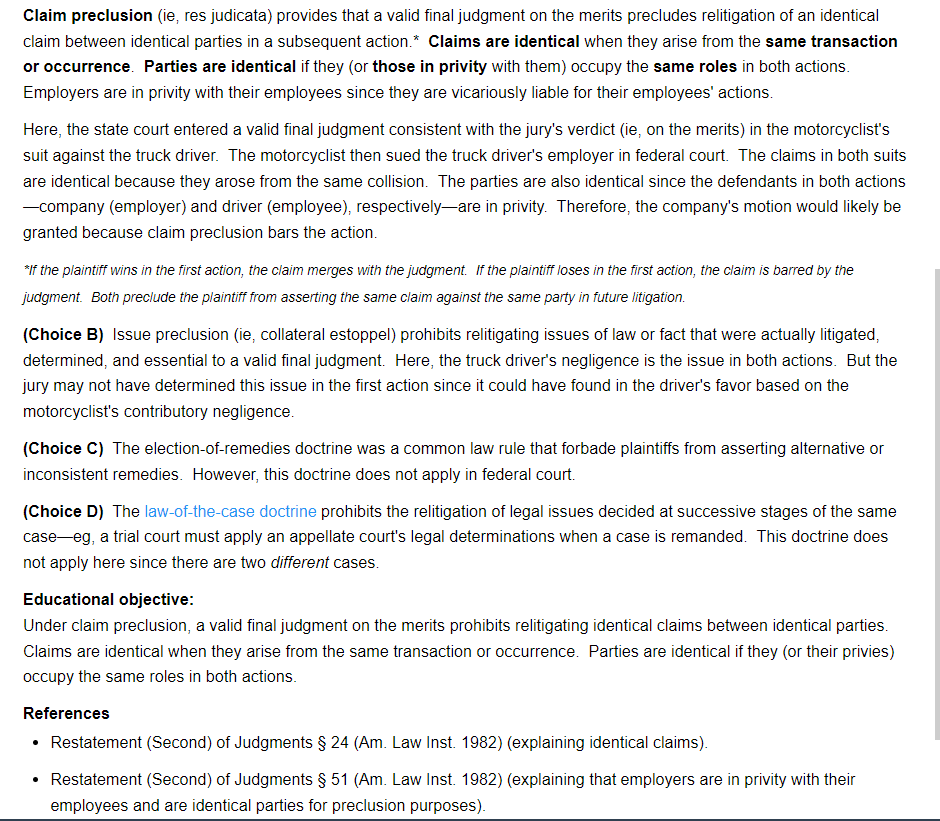 Claim preclusion (ie, res judicata) provides that a valid final judgment on the merits precludes relitigation of an identical
claim between identical parties in a subsequent action.* Claims are identical when they arise from the same transaction
or occurrence. Parties are identical if they (or those in privity with them) occupy the same roles in both actions.
Employers are in privity with their employees since they are vicariously liable for their employees' actions.
Here, the state court entered a valid final judgment consistent with the jury's verdict (ie, on the merits) in the motorcyclist's
suit against the truck driver. The motorcyclist then sued the truck driver's employer in federal court. The claims in both suits
are identical because they arose from the same collision. The parties are also identical since the defendants in both actions
—company (employer) and driver (employee), respectively—are in privity. Therefore, the company's motion would likely be
granted because claim preclusion bars the action.
*If the plaintiff wins in the first action, the claim merges with the judgment. If the plaintiff loses in the first action, the claim is barred by the
judgment. Both preclude the plaintiff from asserting the same claim against the same party in future litigation.
(Choice B) Issue preclusion (ie, collateral estoppel) prohibits relitigating issues of law or fact that were actually litigated,
determined, and essential to a valid final judgment. Here, the truck driver's negligence is the issue in both actions. But the
jury may not have determined this issue in the first action since it could have found in the driver's favor based on the
motorcyclist's contributory negligence.
(Choice C) The election-of-remedies doctrine was a common law rule that forbade plaintiffs from asserting alternative or
inconsistent remedies. However, this doctrine does not apply in federal court.
(Choice D) The law-of-the-case doctrine prohibits the relitigation of legal issues decided at successive stages of the same
case—eg, a trial court must apply an appellate court's legal determinations when a case is remanded. This doctrine does
not apply here since there are two different cases.
Educational objective:
Under claim preclusion, a valid final judgment on the merits prohibits relitigating identical claims between identical parties.
Claims are identical when they arise from the same transaction or occurrence. Parties are identical if they (or their privies)
occupy the same roles in both actions.
References
• Restatement (Second) of Judgments § 24 (Am. Law Inst. 1982) (explaining identical claims).
• Restatement (Second) of Judgments § 51 (Am. Law Inst. 1982) (explaining that employers are in privity with their
employees and are identical parties for preclusion purposes).